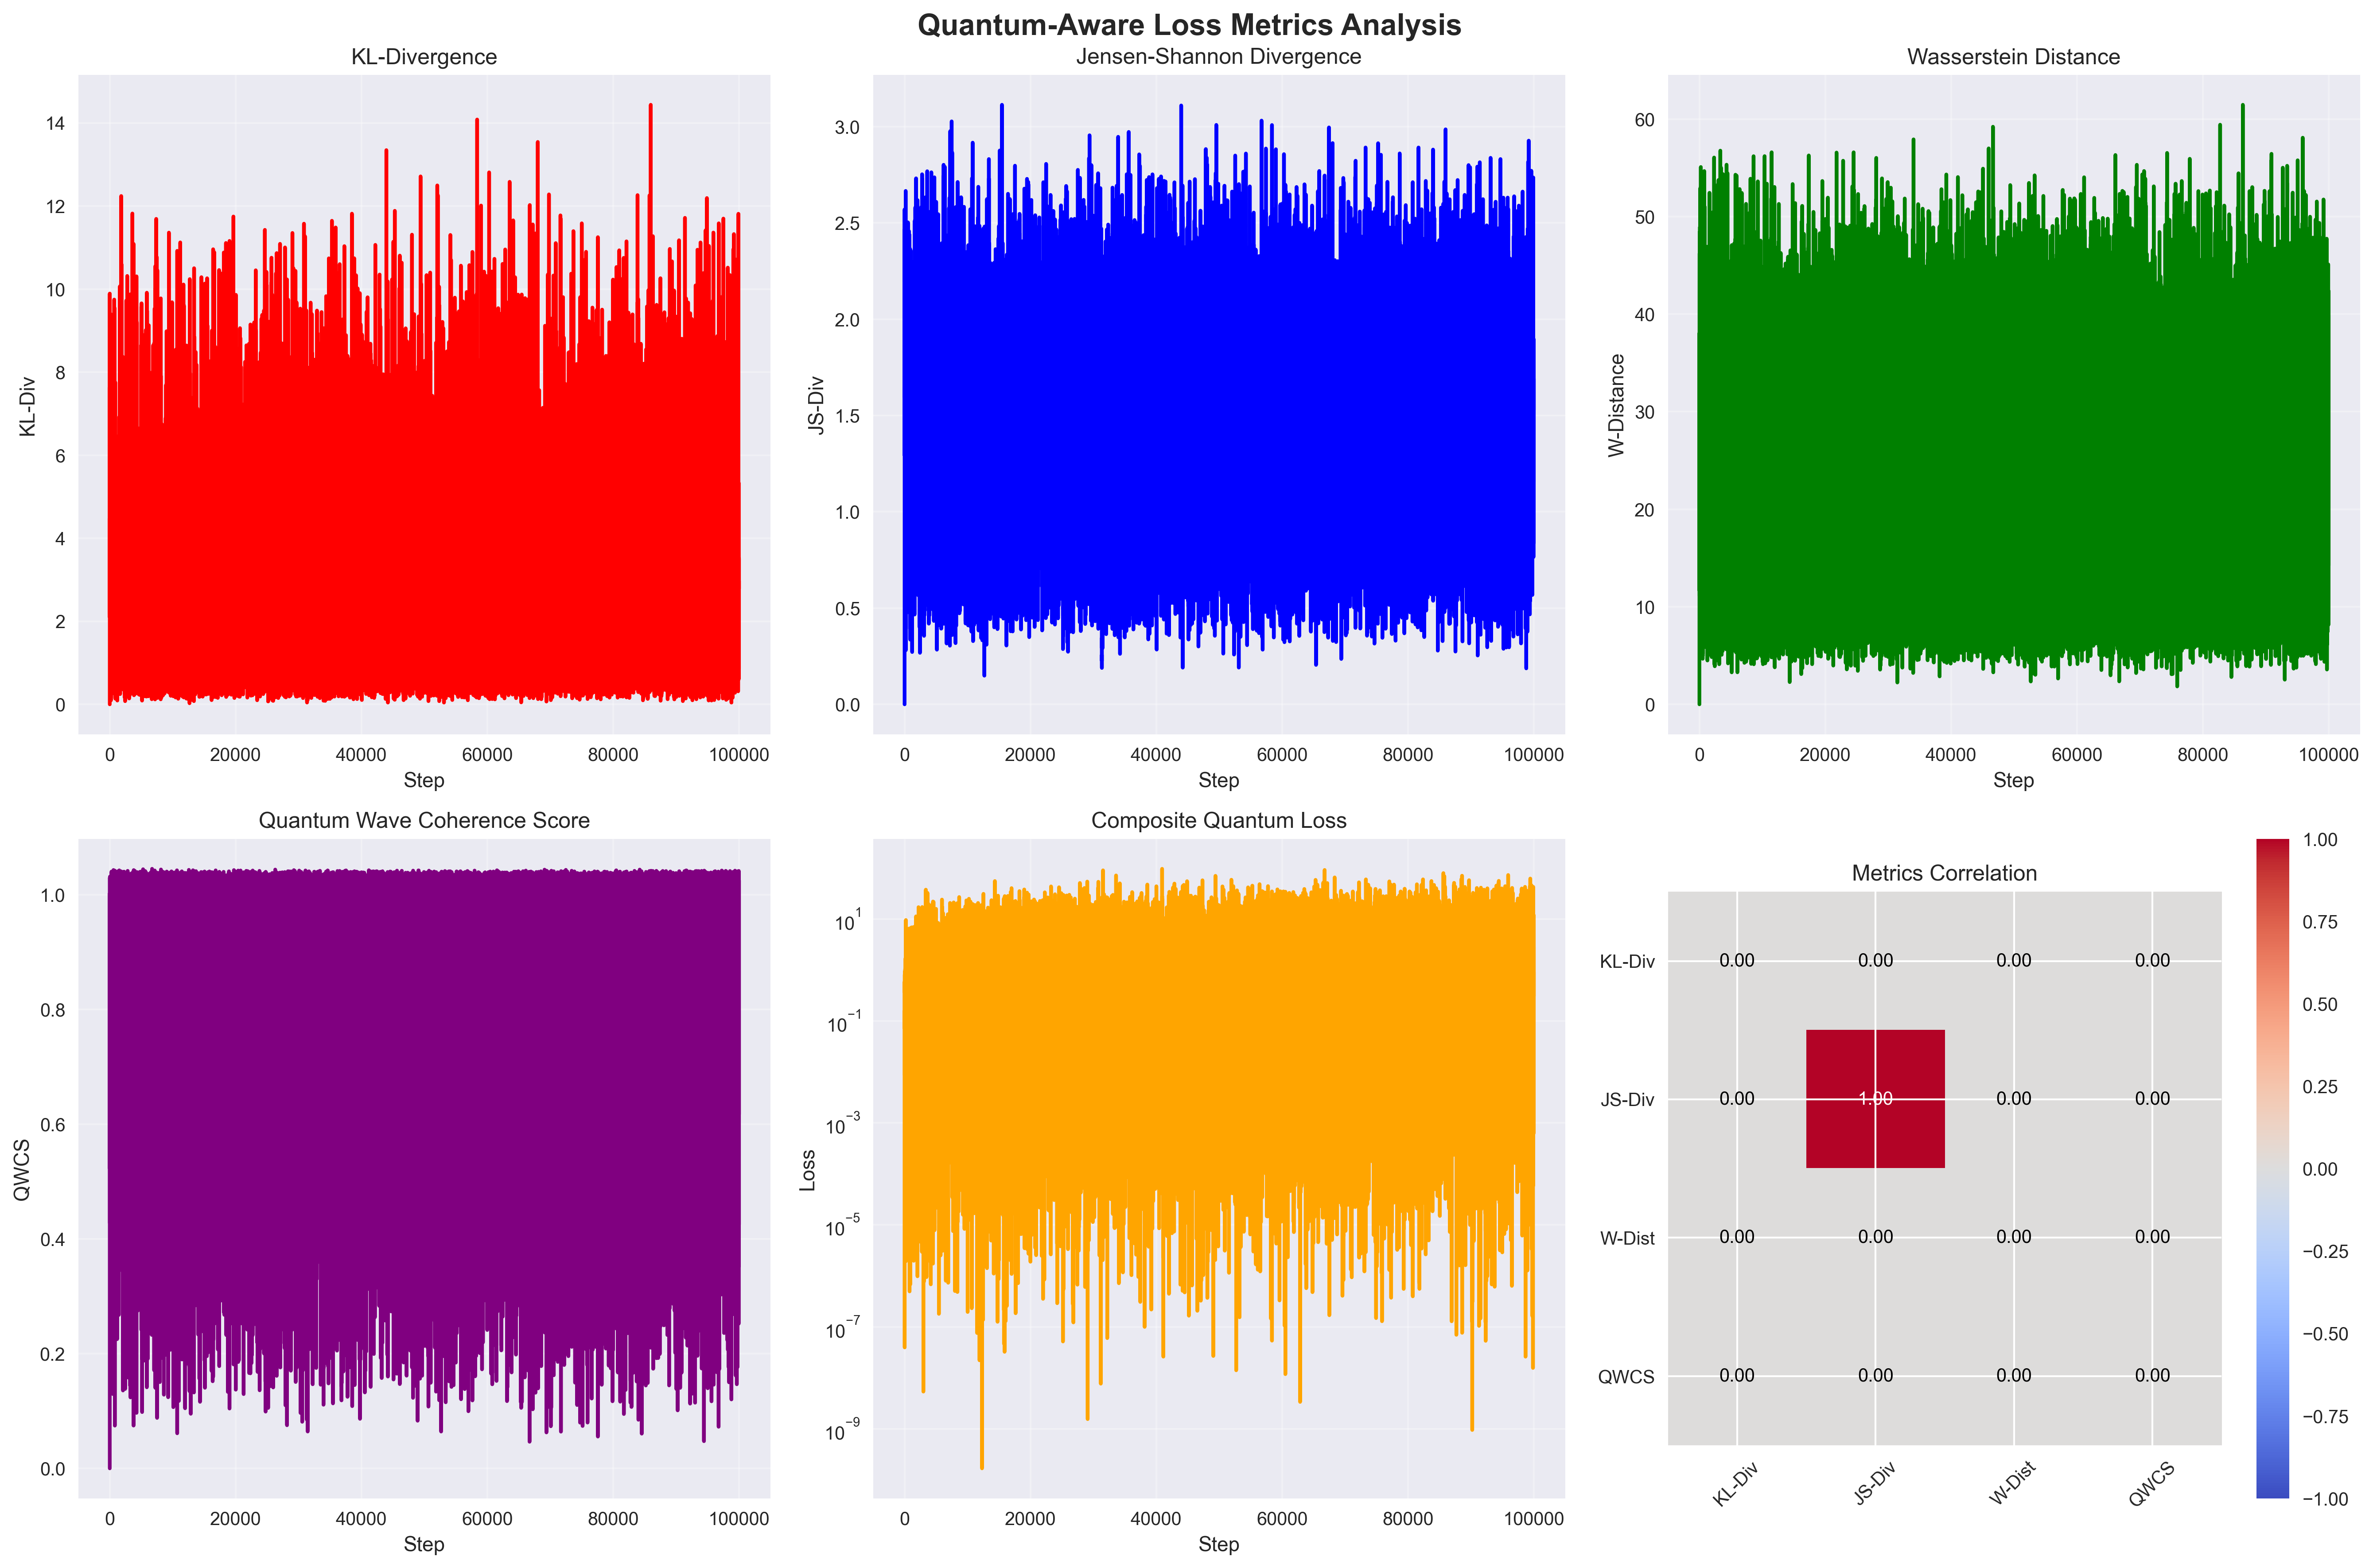 Quantum-Aware Loss Metrics Analysis
KL-Divergence
KL-Div
14
12
10
8
6
4
2
0
0 20000 40000 60000 80000 100000
Step
Jensen-Shannon Divergence
JS-Div
3.0
2.5
2.0
1.5
1.0
0.5
0.0
0 20000 40000 60000 80000 100000
Step
Wasserstein Distance
W-Distance
60
50
40
30
20
10
0
0 20000 40000 60000 80000 100000
Step
Quantum Wave Coherence Score
QWCS
1.0
0.8
0.6
0.4
0.2
0.0
0 20000 40000 60000 80000 100000
Step
Composite Quantum Loss
Loss
10^1
10^−1
10^−3
10^−5
10^−7
10^−9
0 20000 40000 60000 80000 100000
Step
Metrics Correlation
KL-Div 0.00 0.00 0.00 0.00
JS-Div 0.00 1.00 0.00 0.00
W-Dist 0.00 0.00 0.00 0.00
QWCS 0.00 0.00 0.00 0.00
KL-Div JS-Div W-Dist QWCS
1.00
0.75
0.50
0.25
0.00
−0.25
−0.50
−0.75
−1.00